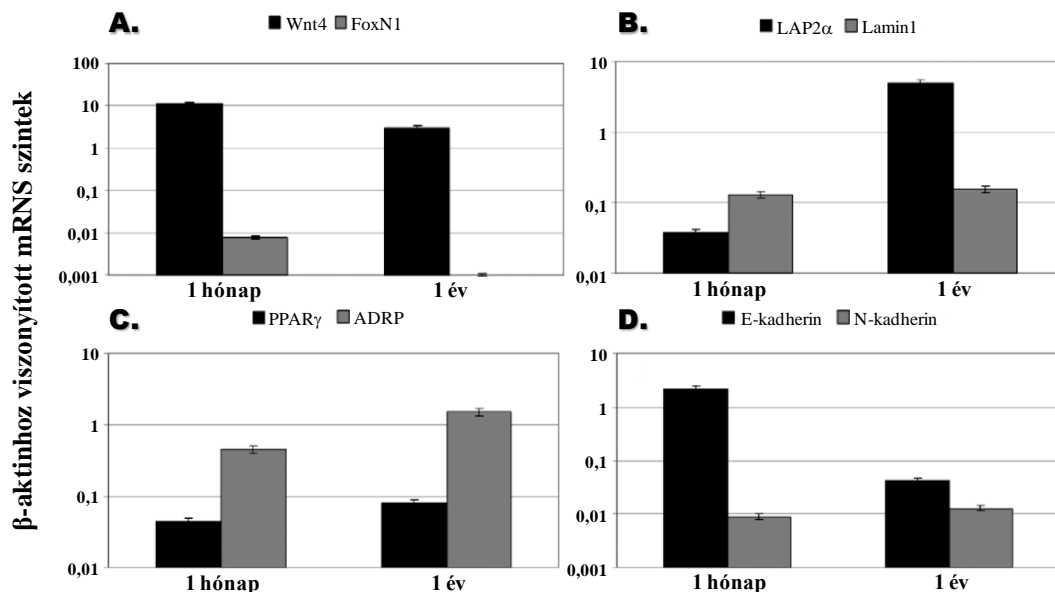 β-aktinhoz viszonyított mRNS szintek
A.
Wnt4 FoxN1
100
10
1
0,1
0,01
0,001
1 hónap 1 év
B.
LAP2α Lamin1
10
1
0,1
0,01
1 hónap 1 év
C.
PPARγ ADRP
10
1
0,1
0,01
1 hónap 1 év
D.
E-kadherin N-kadherin
10
1
0,01
0,01
0,001
1 hónap 1 év